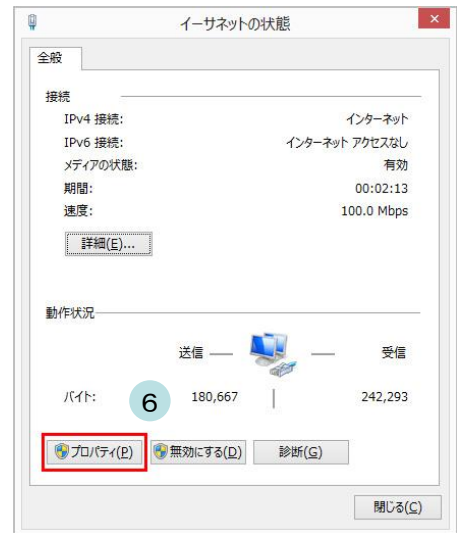 イーサネットの状態
全般
接続
IPv4 接続: インターネット
IPv6 接続: インターネット アクセスなし
メディアの状態: 有効
期間: 00:02:13
速度: 100.0 Mbps
詳細(E)...
動作状況
送信 受信
バイト: 6 180,667 242,293
プロパティ(P) 無効にする(D) 診断(G)
閉じる(C)